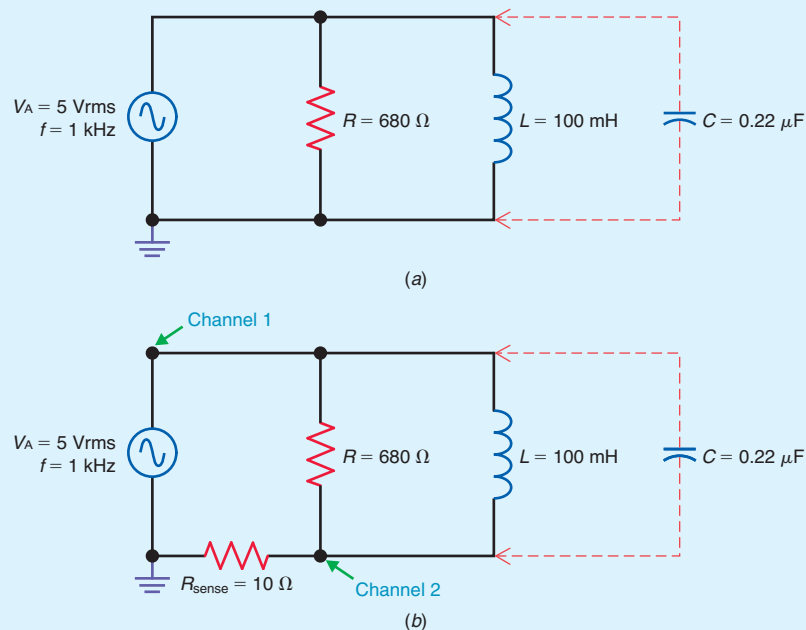 VA = 5 Vrms
f = 1 kHz
R = 680 Ω
L = 100 mH
C = 0.22 μF
(a)
Channel 1
VA = 5 Vrms
f = 1 kHz
R = 680 Ω
L = 100 mH
C = 0.22 μF
Rsense = 10 Ω
Channel 2
(b)